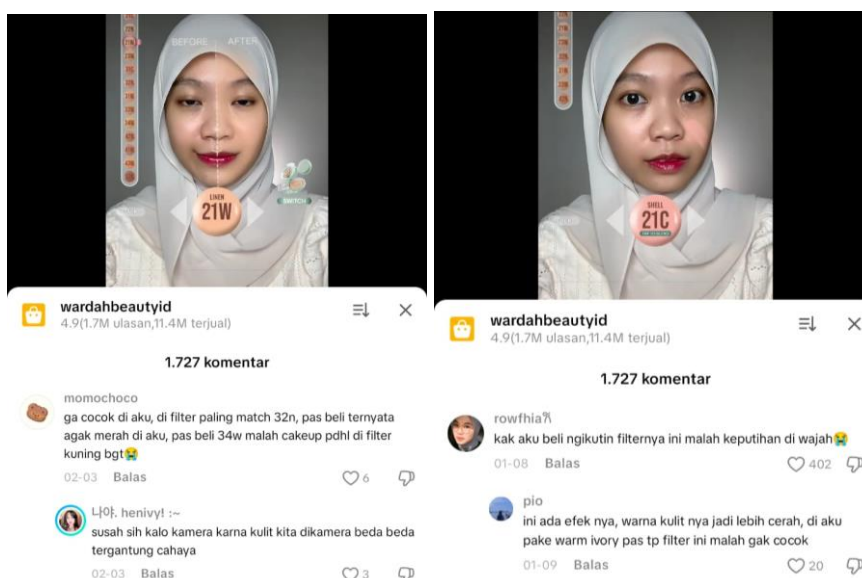 BEFORE AFTER
LINEN
21W
SWITCH
wardahbeautyid
4.9(1.7M ulasan,11.4M terjual)
1.727 komentar
momochoco
ga cocok di aku, di filter paling match 32n, pas beli ternyata
agak merah di aku, pas beli 34w malah cakeup pdhl di filter
kuning bgt😭
02-03 Balas
6
나야. henivy! :~
susah sih kalo kamera karna kulit kita dikamera beda beda
tergantung cahaya
02-03 Balas
3
SHELL
21C
wardahbeautyid
4.9(1.7M ulasan,11.4M terjual)
1.727 komentar
rowfhia
kak aku beli ngikutin filternya ini malah keputihan di wajah😭
01-08 Balas
402
pio
ini ada efek nya, warna kulit nya jadi lebih cerah, di aku
pake warm ivory pas tp filter ini malah gak cocok
01-09 Balas
20